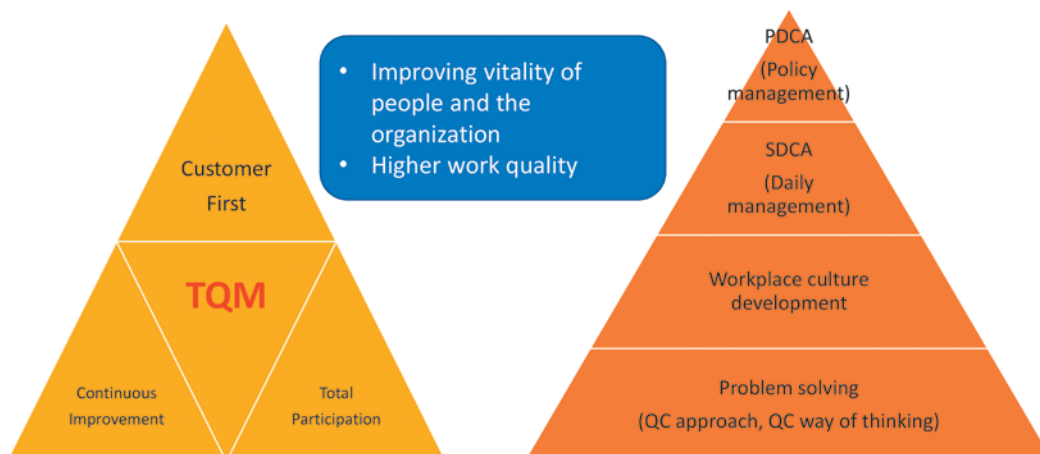 Customer
First
TQM
Continuous
Improvement
Total
Participation
• Improving vitality of
people and the
organization
• Higher work quality
PDCA
(Policy
management)
SDCA
(Daily
management)
Workplace culture
development
Problem solving
(QC approach, QC way of thinking)